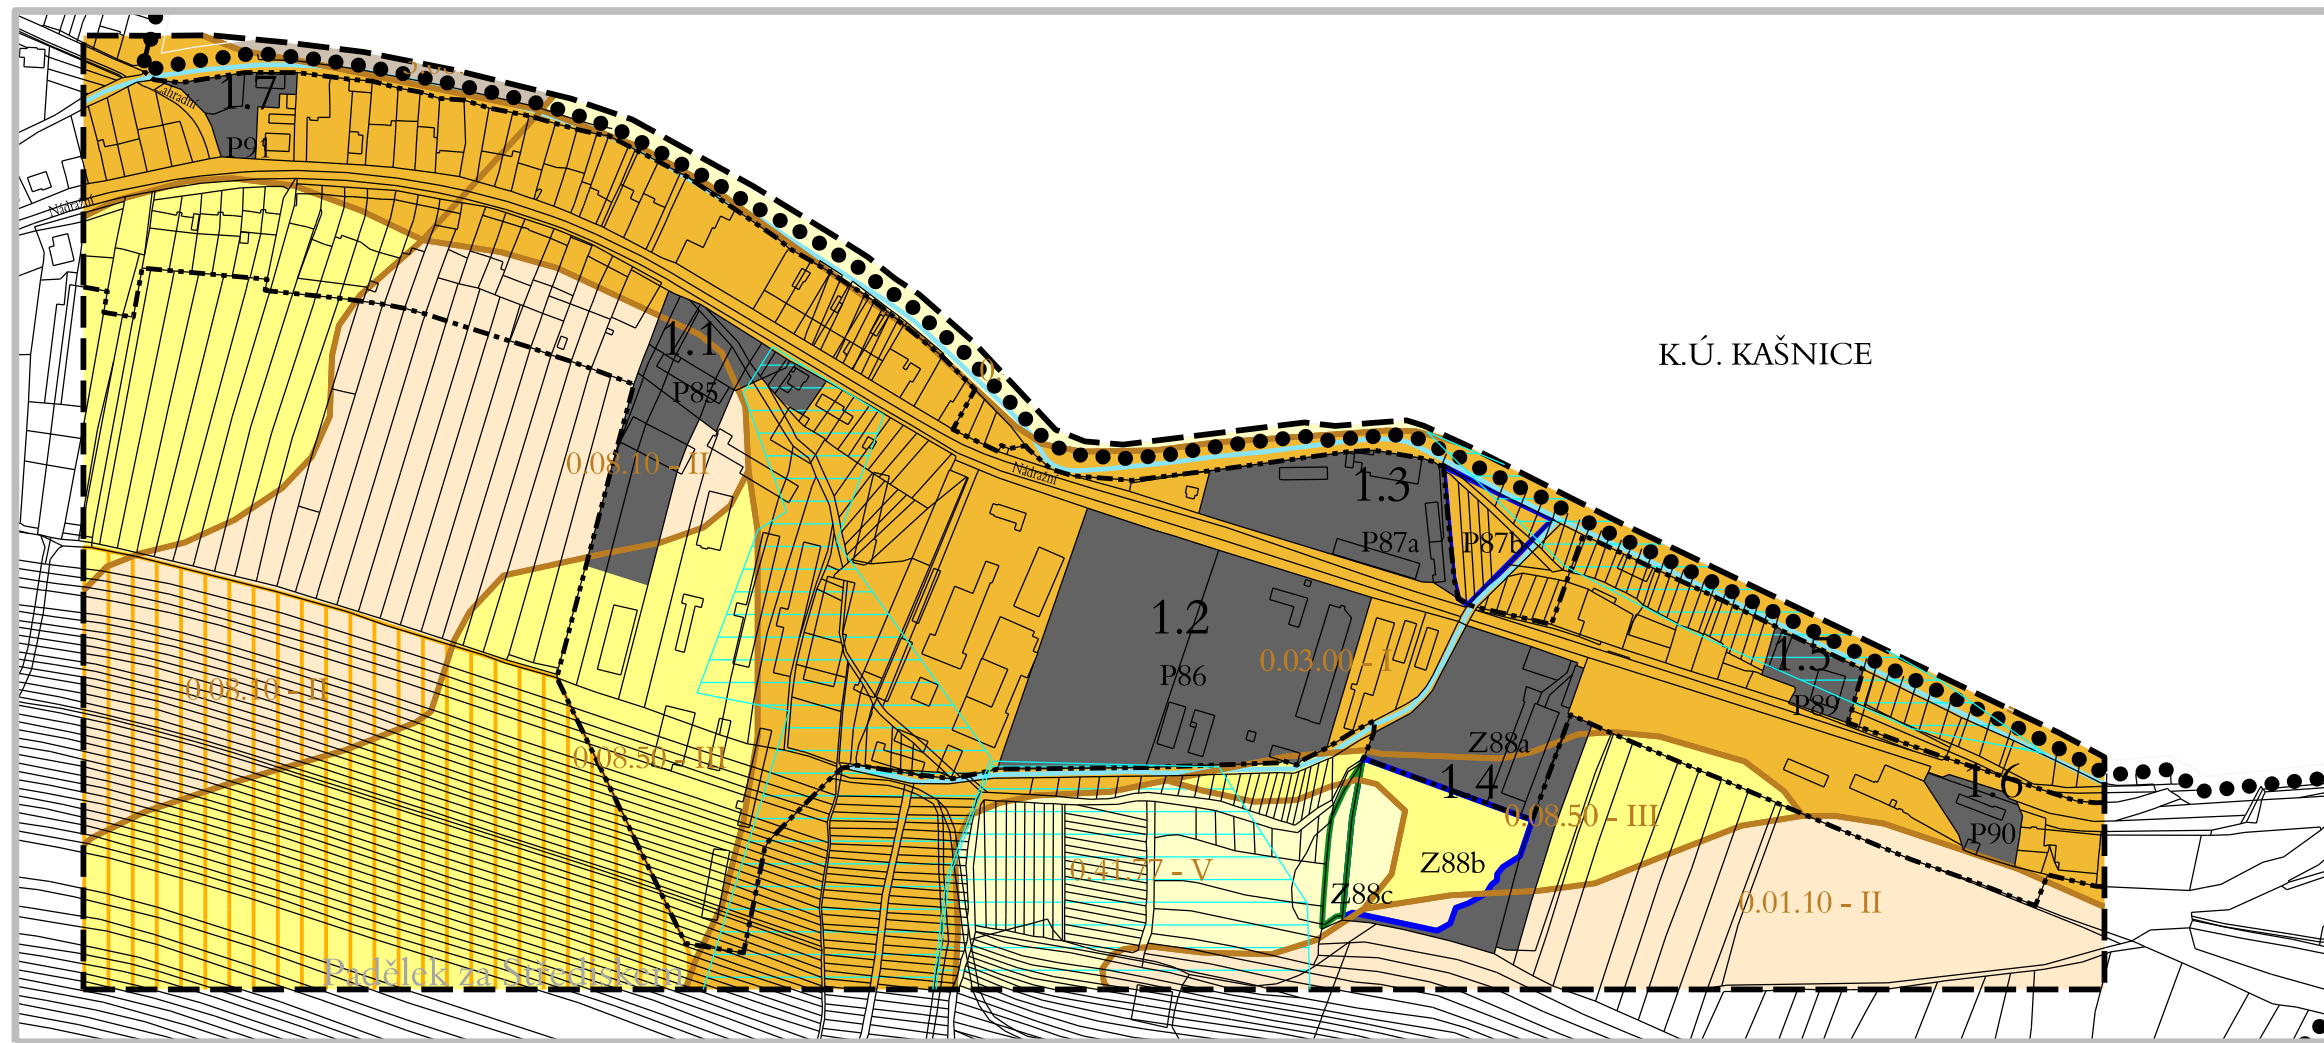 1.7
Zahradní
P91
Nádražní
K.Ú. KAŠNICE
1.1
P85
0.08.10 - II
Nádražní
1.3
P87a
P87b
1.2
P86
0.03.00 - I
1.5
P89
0.08.10 - II
0.08.50 - III
Z88a
1.4
0.08.50 - III
1.6
P90
0.41.77 - V
Z88b
Z88c
0.01.10 - II
Padělek za Střediskem